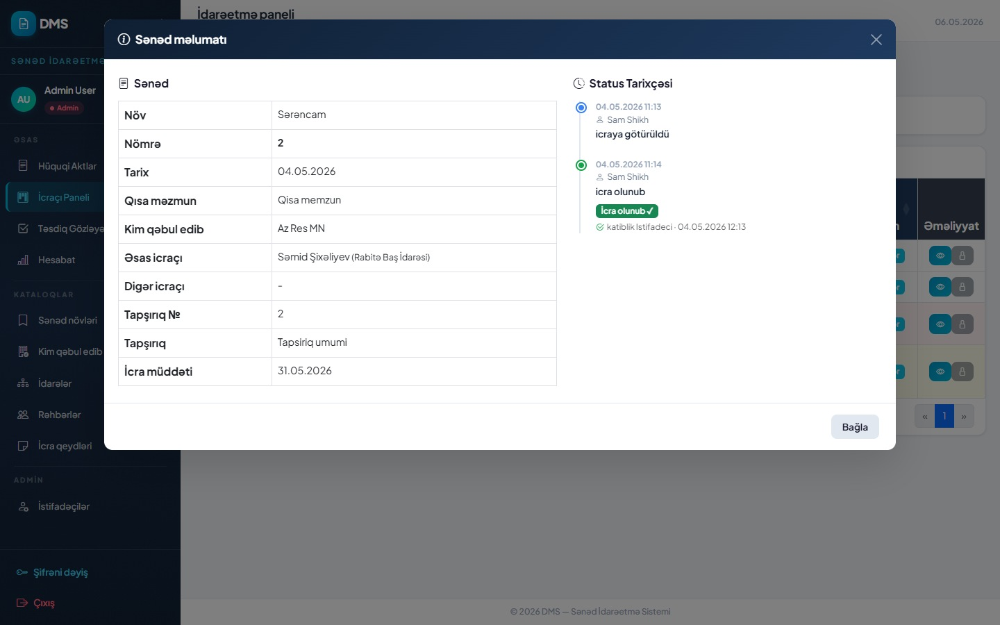 DMS
İdarəetmə paneli
06.05.2026
SƏNƏD İDARƏETMƏ
AU
Admin User
Admin
ƏSAS
Hüquqi Aktlar
İcraçı Paneli
Təsdiq Gözləyə
Hesabat
KATALOQLAR
Sənəd növləri
Kim qəbul edib
İdarələr
Rəhbərlər
İcra qeydləri
ADMİN
İstifadəçilər
Şifrəni dəyiş
Çıxış
Sənəd məlumatı
Sənəd
Növ Sərəncam
Nömrə 2
Tarix 04.05.2026
Qısa məzmun Qisa memzun
Kim qəbul edib Az Res MN
Əsas icraçı Səmid Şixəliyev (Rabitə Baş İdarəsi)
Digər icraçı -
Tapşırıq № 2
Tapşırıq Tapsiriq umumi
İcra müddəti 31.05.2026
Status Tarixçəsi
04.05.2026 11:13
Sam Shikh
icraya götürüldü
04.05.2026 11:14
Sam Shikh
icra olunub
İcra olunub ✓
katiblik Istifadeci · 04.05.2026 12:13
Bağla
Əməliyyat
« 1 »
© 2026 DMS — Sənəd İdarəetmə Sistemi